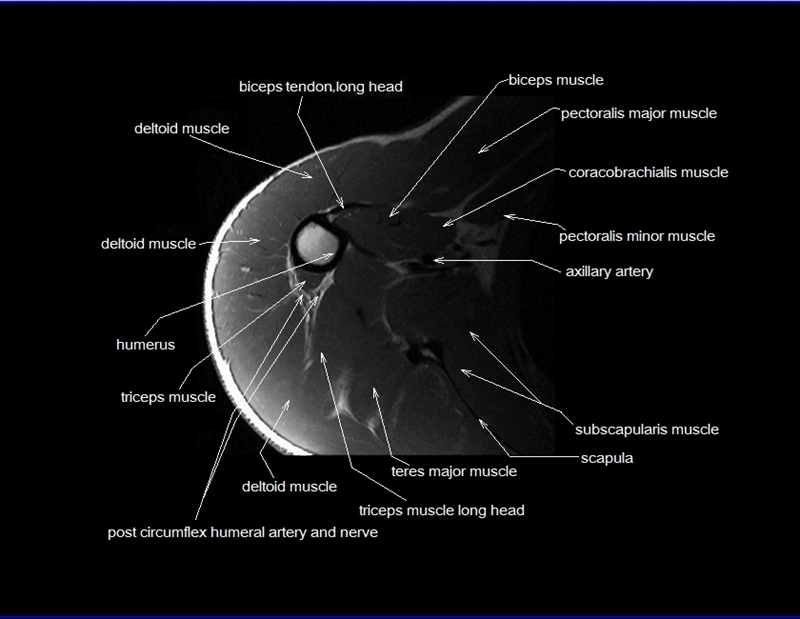 biceps tendon,long head
biceps muscle
pectoralis major muscle
deltoid muscle
coracobrachialis muscle
deltoid muscle
pectoralis minor muscle
axillary artery
humerus
triceps muscle
subscapularis muscle
scapula
teres major muscle
deltoid muscle
triceps muscle long head
post circumflex humeral artery and nerve